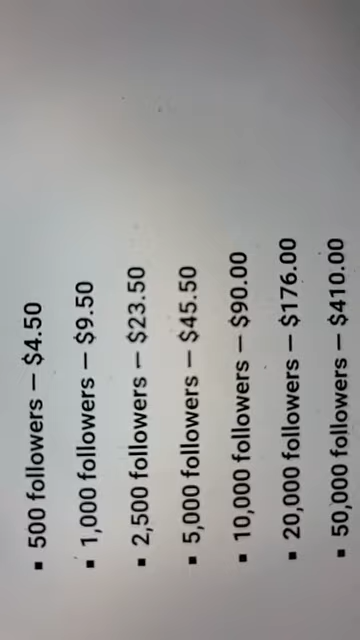 ▪ 500 followers – $4.50
▪ 1,000 followers – $9.50
▪ 2,500 followers – $23.50
▪ 5,000 followers – $45.50
▪ 10,000 followers – $90.00
▪ 20,000 followers – $176.00
▪ 50,000 followers – $410.00